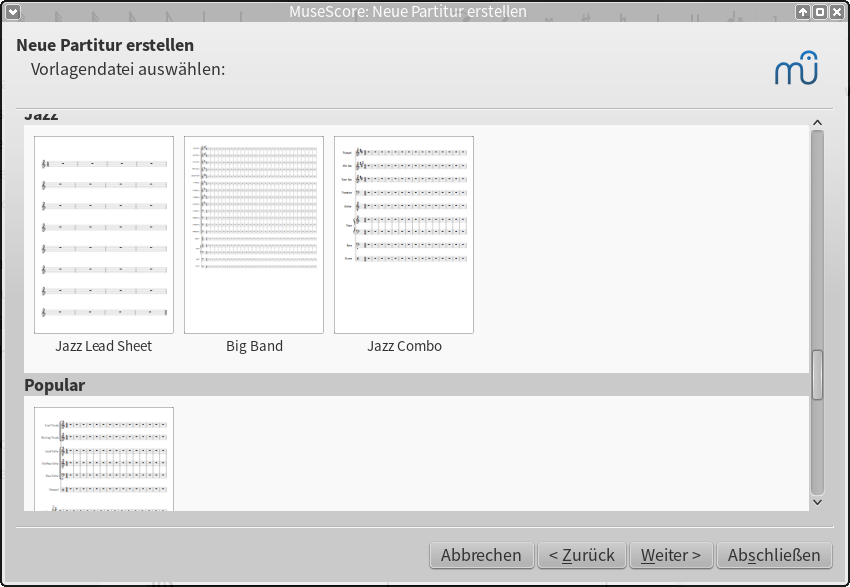 MuseScore: Neue Partitur erstellen
Neue Partitur erstellen
Vorlagendatei auswählen:
Jazz
Jazz Lead Sheet
Big Band
Jazz Combo
Popular
Abbrechen
< Zurück
Weiter >
Abschließen